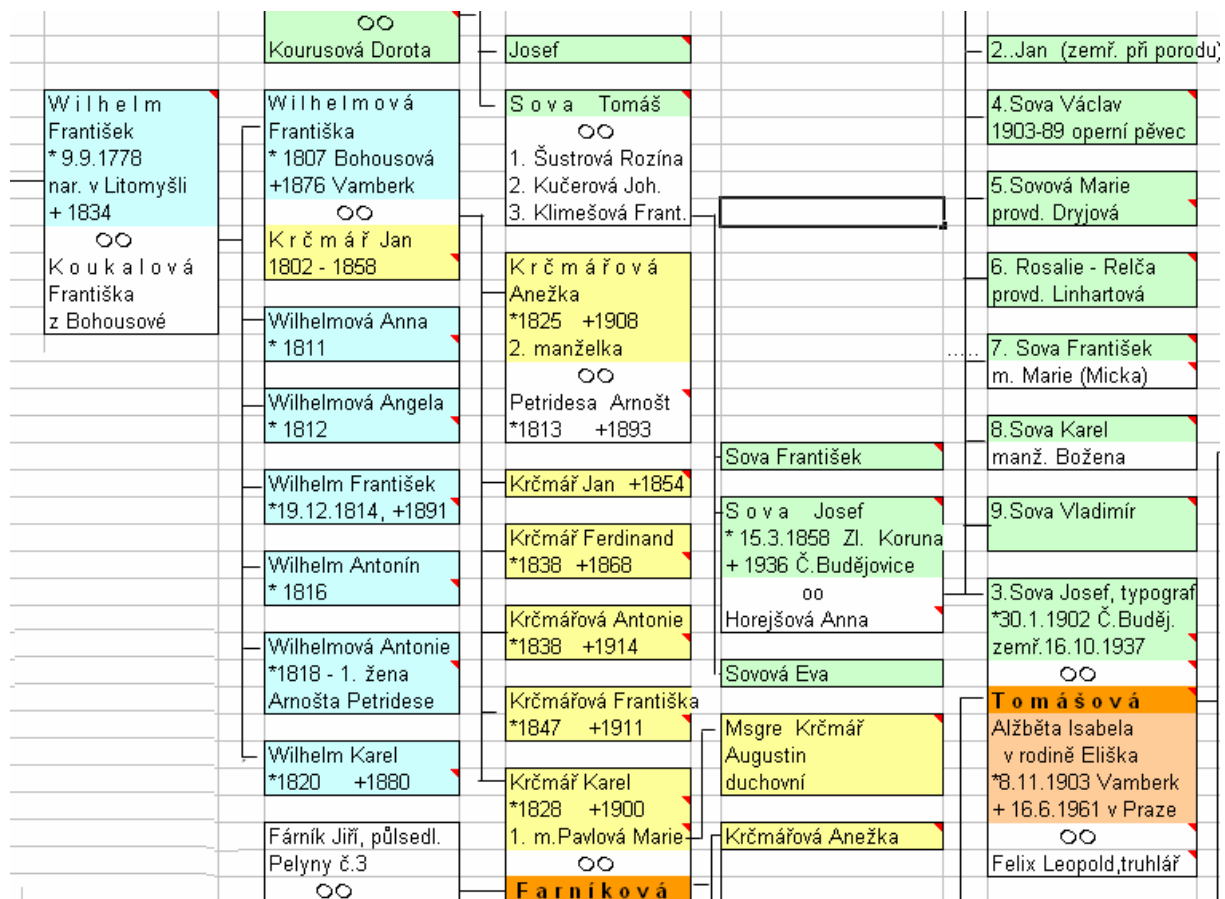 OO
Kourusová Dorota
Wilhelm
František
* 9.9.1778
nar. v Litomyšli
+ 1834
OO
Koukalová
Františka
z Bohousové
Wilhelmová
Františka
* 1807 Bohousová
+1876 Vamberk
OO
Krčmář Jan
1802 - 1858
Wilhelmová Anna
* 1811
Wilhelmová Angela
* 1812
Wilhelm František
*19.12.1814, +1891
Wilhelm Antonín
* 1816
Wilhelmová Antonie
*1818 - 1. žena
Arnošta Petridese
Wilhelm Karel
*1820 +1880
Fárník Jiří, půlsedl.
Pelyny č.3
OO
Josef
Sova Tomáš
OO
1. Šustrová Rozína
2. Kučerová Joh.
3. Klimešová Frant.
Krčmářová
Anežka
*1825 +1908
2. manželka
OO
Petridesa Arnošt
*1813 +1893
Krčmář Jan +1854
Krčmář Ferdinand
*1838 +1868
Krčmářová Antonie
*1838 +1914
Krčmářová Františka
*1847 +1911
Krčmář Karel
*1828 +1900
1. m.Pavlová Marie
OO
Farníková
Sova František
Sova Josef
* 15.3.1858 Zl. Koruna
+ 1936 Č.Budějovice
oo
Horejšová Anna
Sovová Eva
Msgre Krčmář
Augustin
duchovní
Krčmářová Anežka
2..Jan (zemř. při porodu)
4.Sova Václav
1903-89 operní pěvec
5.Sovová Marie
provd. Dryjová
6. Rosalie - Relča
provd. Linhartová
..... 7. Sova František
m. Marie (Micka)
8.Sova Karel
manž. Božena
9.Sova Vladimír
3.Sova Josef, typograf
*30.1.1902 Č.Buděj.
zemř.16.10.1937
OO
Tomášová
Alžběta Isabela
v rodině Eliška
*8.11.1903 Vamberk
+ 16.6.1961 v Praze
OO
Felix Leopold,truhlář